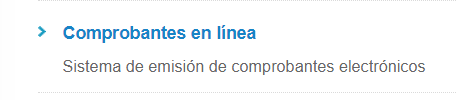 Comprobantes en línea
Sistema de emisión de comprobantes electrónicos